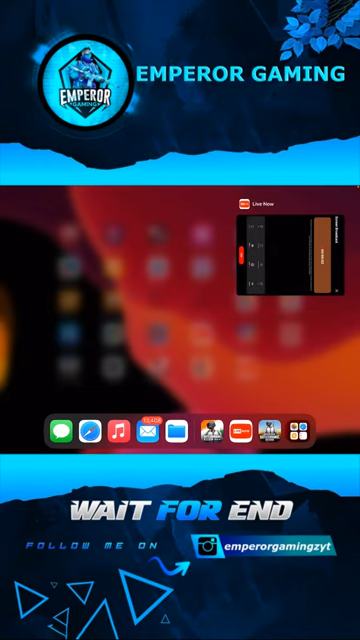 EMPEROR GAMING
EMPEROR
GAMING
Live Now
WAIT FOR END
FOLLOW ME ON
emperorgamingzyt